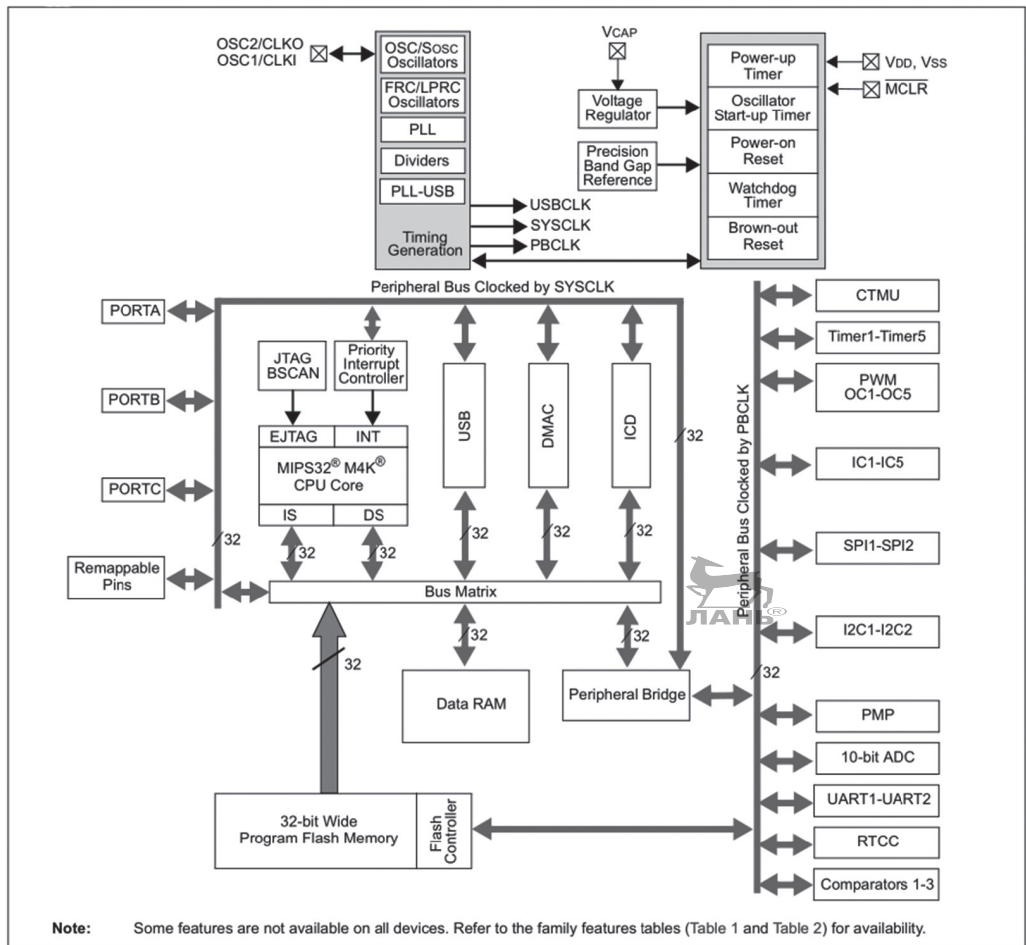 OSC2/CLKO
OSC1/CLKI
OSC/SOSC
Oscillators
FRC/LPRC
Oscillators
PLL
Dividers
PLL-USB
Timing
Generation
USBCLK
SYSCLK
PBCLK
VCAP
Voltage
Regulator
Precision
Band Gap
Reference
Power-up
Timer
Oscillator
Start-up Timer
Power-on
Reset
Watchdog
Timer
Brown-out
Reset
VDD, VSS
MCLR
Peripheral Bus Clocked by SYSCLK
PORTA
PORTB
PORTC
Remappable
Pins
32
JTAG
BSCAN
Priority
Interrupt
Controller
EJTAG INT
MIPS32® M4K®
CPU Core
IS DS
32 32
USB
32
DMAC
32
ICD
32
32
Bus Matrix
32
32
32
Data RAM
Peripheral Bridge
32-bit Wide
Program Flash Memory
Flash
Controller
Peripheral Bus Clocked by PBCLK
32
CTMU
Timer1-Timer5
PWM
OC1-OC5
IC1-IC5
SPI1-SPI2
I2C1-I2C2
PMP
10-bit ADC
UART1-UART2
RTCC
Comparators 1-3
ЛАНЬ®
Note: Some features are not available on all devices. Refer to the family features tables (Table 1 and Table 2) for availability.